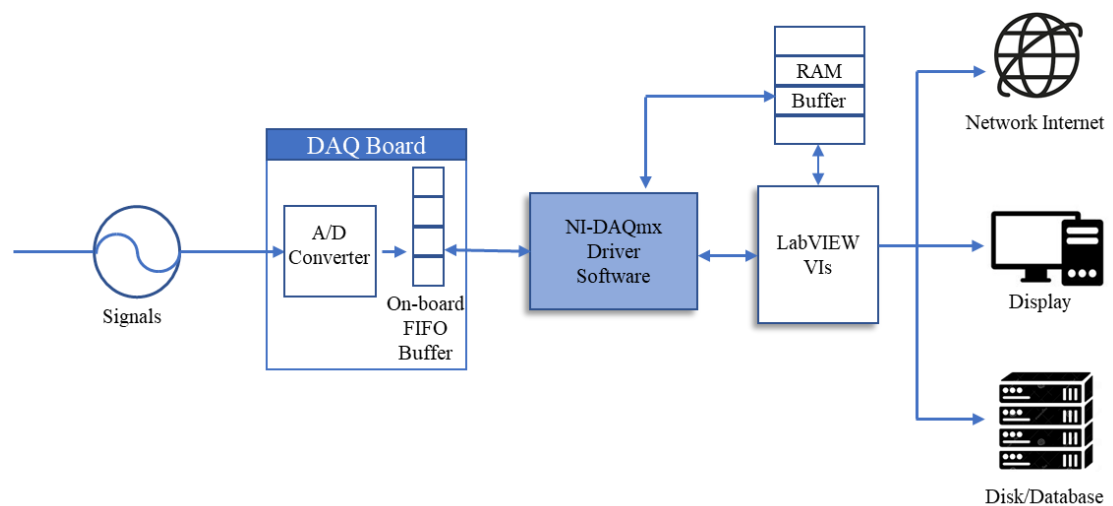 DAQ Board
A/D
Converter
On-board
FIFO
Buffer
Signals
NI-DAQmx
Driver
Software
RAM
Buffer
LabVIEW
VIs
Network Internet
Display
Disk/Database